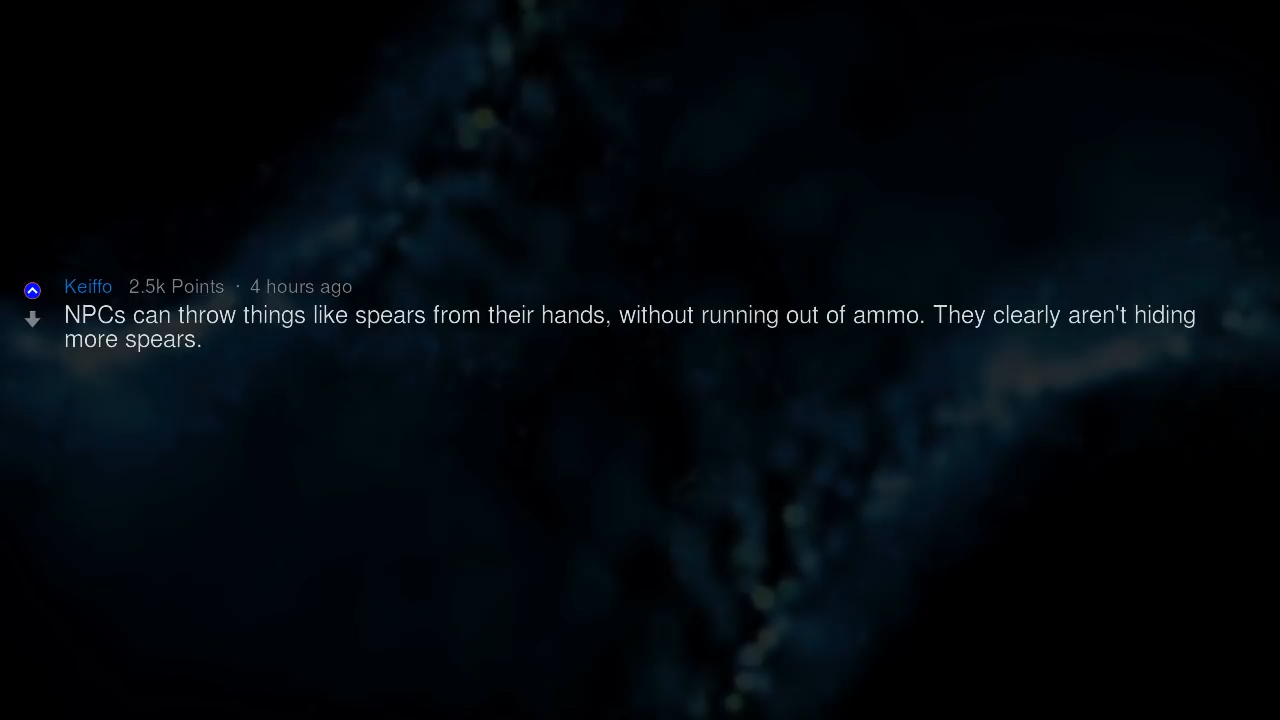 Keiffo 2.5k Points · 4 hours ago
NPCs can throw things like spears from their hands, without running out of ammo. They clearly aren't hiding
more spears.